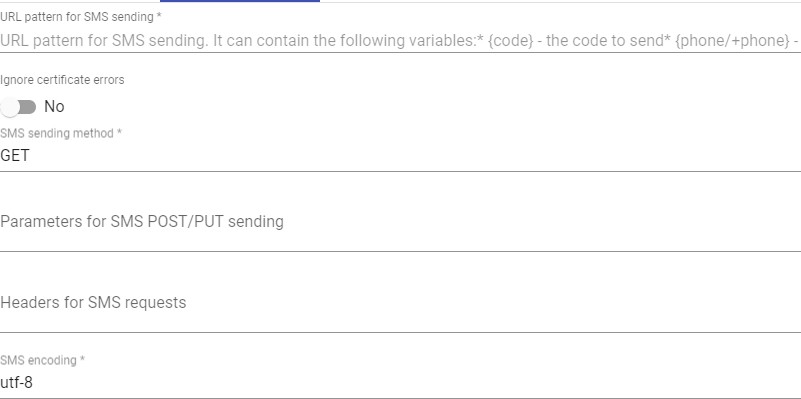 URL pattern for SMS sending *
URL pattern for SMS sending. It can contain the following variables:* {code} - the code to send* {phone/+phone} -
Ignore certificate errors
No
SMS sending method *
GET
Parameters for SMS POST/PUT sending
Headers for SMS requests
SMS encoding *
utf-8